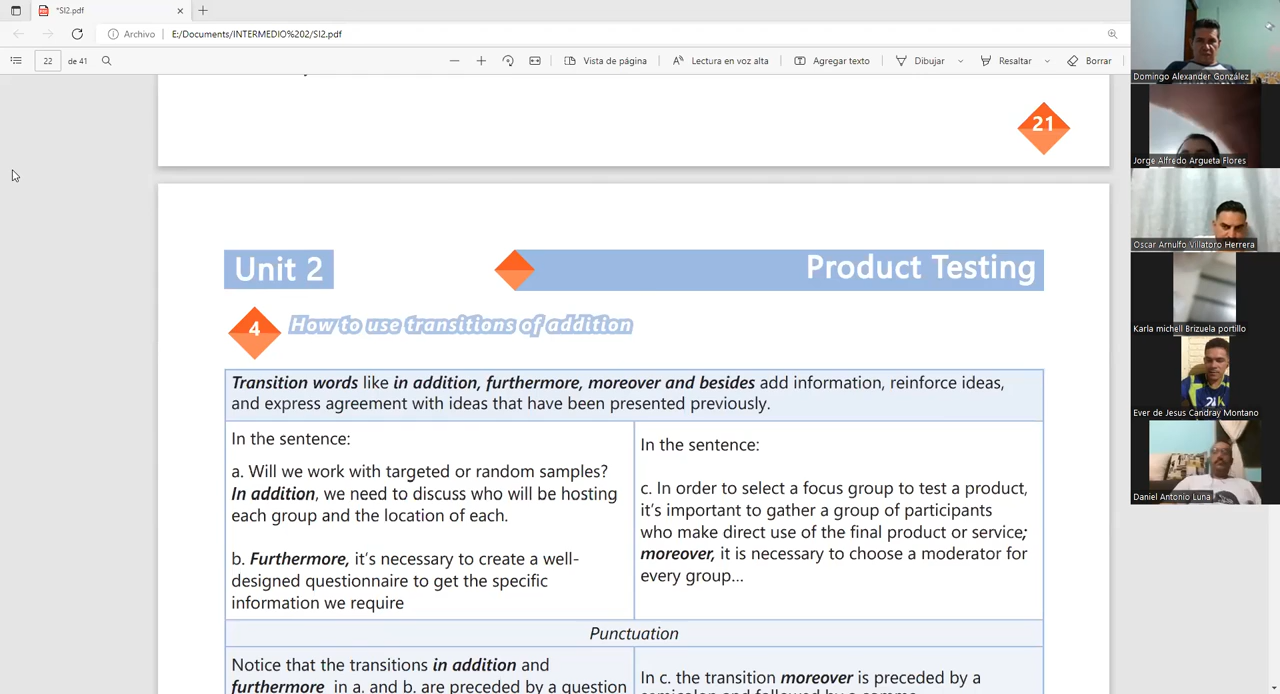 *SI2.pdf
Archivo
E:/Documents/INTERMEDIO%202/SI2.pdf
22
de 41
Vista de página
Lectura en voz alta
Agregar texto
Dibujar
Resaltar
Borrar
21
Unit 2
Product Testing
4
How to use transitions of addition
Transition words like in addition, furthermore, moreover and besides add information, reinforce ideas,
and express agreement with ideas that have been presented previously.
In the sentence:
a. Will we work with targeted or random samples?
In addition, we need to discuss who will be hosting
each group and the location of each.
b. Furthermore, it's necessary to create a well-
designed questionnaire to get the specific
information we require
In the sentence:
c. In order to select a focus group to test a product,
it's important to gather a group of participants
who make direct use of the final product or service;
moreover, it is necessary to choose a moderator for
every group...
Punctuation
Notice that the transitions in addition and
furthermore in a. and b. are preceded by a question
In c. the transition moreover is preceded by a
semicolon and followed by a comma
Domingo Alexander González
Jorge Alfredo Argueta Flores
Oscar Arnulfo Villatoro Herrera
Karla michell Brizuela portillo
Ever de Jesus Candray Montano
Daniel Antonio Luna